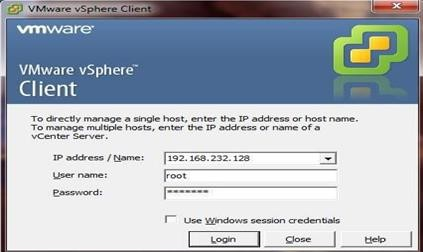 VMware vSphere Client
vmware
VMware vSphere™
Client
To directly manage a single host, enter the IP address or host name.
To manage multiple hosts, enter the IP address or name of a
vCenter Server.
IP address / Name: 192.168.232.128
User name: root
Password: *******
Use Windows session credentials
Login Close Help